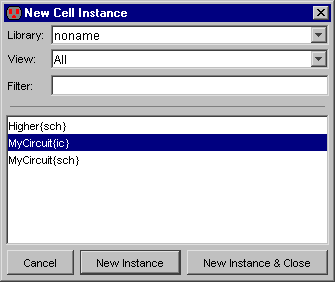 New Cell Instance
Library: noname
View: All
Filter:
Higher{sch}
MyCircuit{ic}
MyCircuit{sch}
Cancel New Instance New Instance & Close